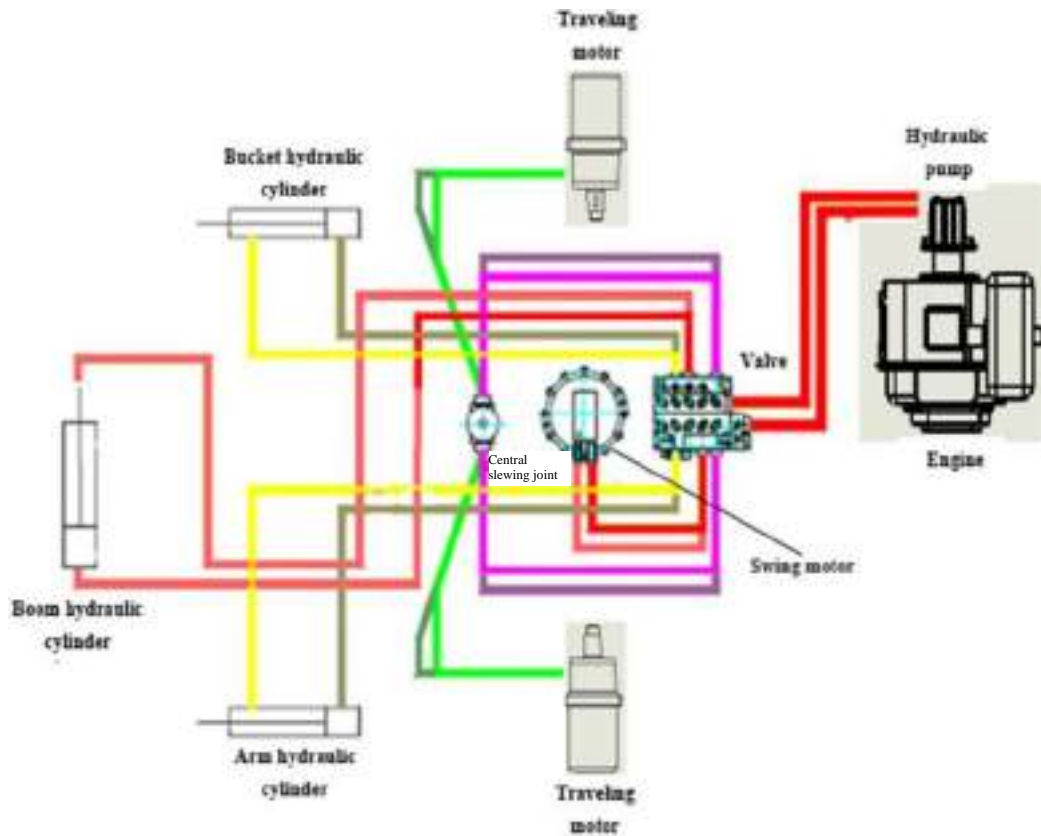 Traveling
motor
Hydraulic
pump
Bucket hydraulic
cylinder
Valve
Central
slewing joint
Engine
Swing motor
Boom hydraulic
cylinder
Arm hydraulic
cylinder
Traveling
motor